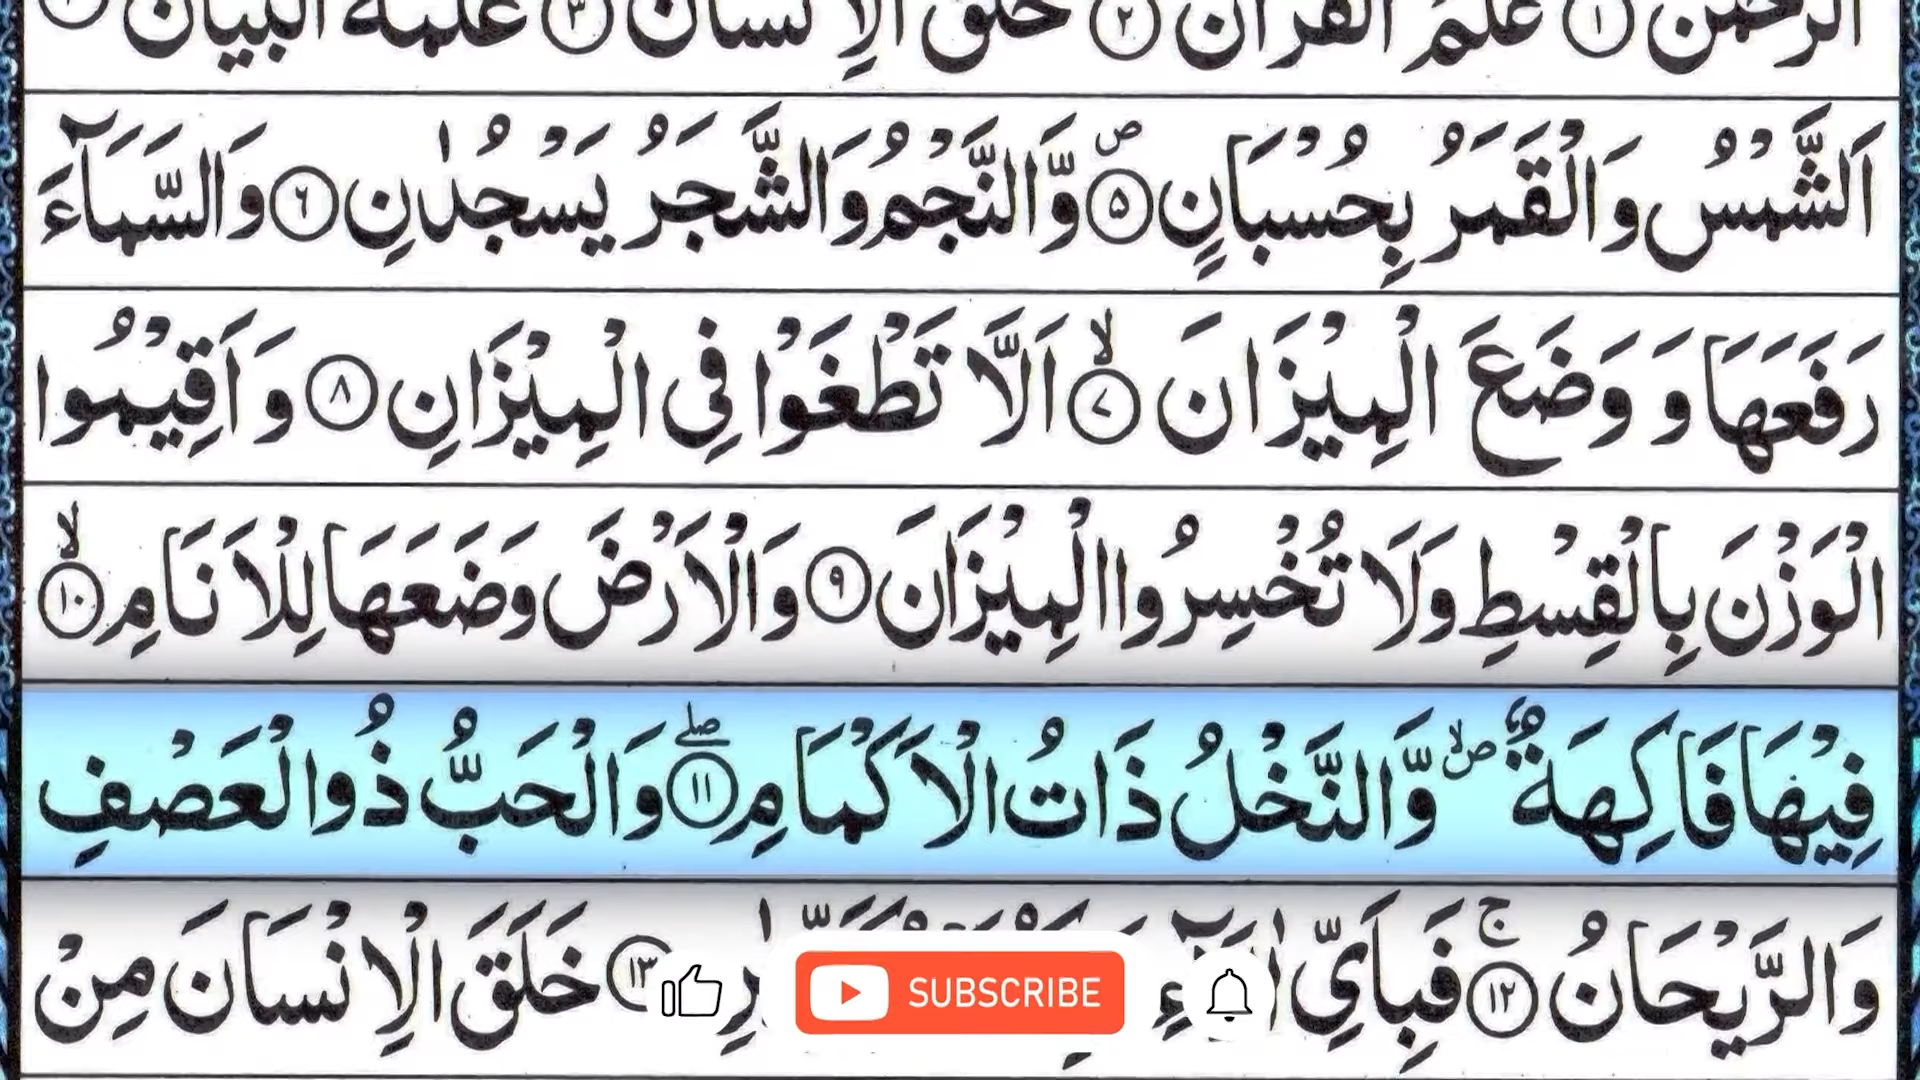 الرَّحْمٰنُ ۝١ عَلَّمَ الْقُرْاٰنَ ۝٢ خَلَقَ الْاِنْسَانَ ۝٣ عَلَّمَهُ الْبَيَانَ
اَلشَّمْسُ وَالْقَمَرُ بِحُسْبَانٍ ۝٥ۖ وَّالنَّجْمُ وَالشَّجَرُ يَسْجُدٰنِ ۝٦ وَالسَّمَآءَ
رَفَعَهَا وَ وَضَعَ الْمِيْزَانَ ۝٧ۙ اَلَّا تَطْغَوْا فِى الْمِيْزَانِ ۝٨ وَ اَقِيْمُوا
الْوَزْنَ بِالْقِسْطِ وَلَا تُخْسِرُوا الْمِيْزَانَ ۝٩ وَالْاَرْضَ وَضَعَهَا لِلْاَنَامِ ۝١٠ۙ
فِيْهَا فَاكِهَةٌ ۙص وَّالنَّخْلُ ذَاتُ الْاَكْمَامِ ۝١١ۖ وَالْحَبُّ ذُو الْعَصْفِ
وَالرَّيْحَانُ ۝١٢ۚ فَبِاَىِّ ۝١٣ خَلَقَ الْاِنْسَانَ مِنْ
SUBSCRIBE